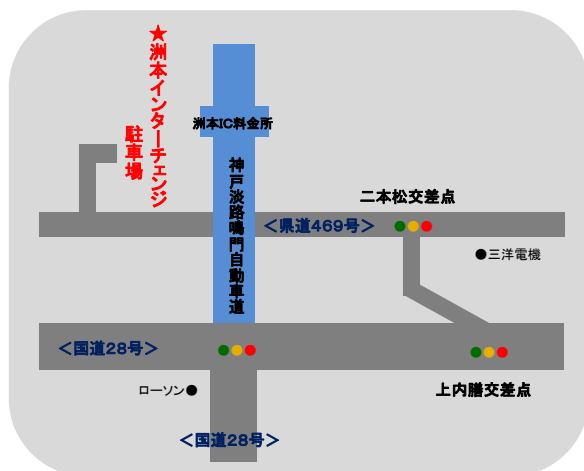 ★洲本インターチェンジ
駐車場
洲本IC料金所
神戸淡路鳴門自動車道
二本松交差点
＜県道469号＞
●三洋電機
＜国道28号＞
上内膳交差点
ローソン●
＜国道28号＞